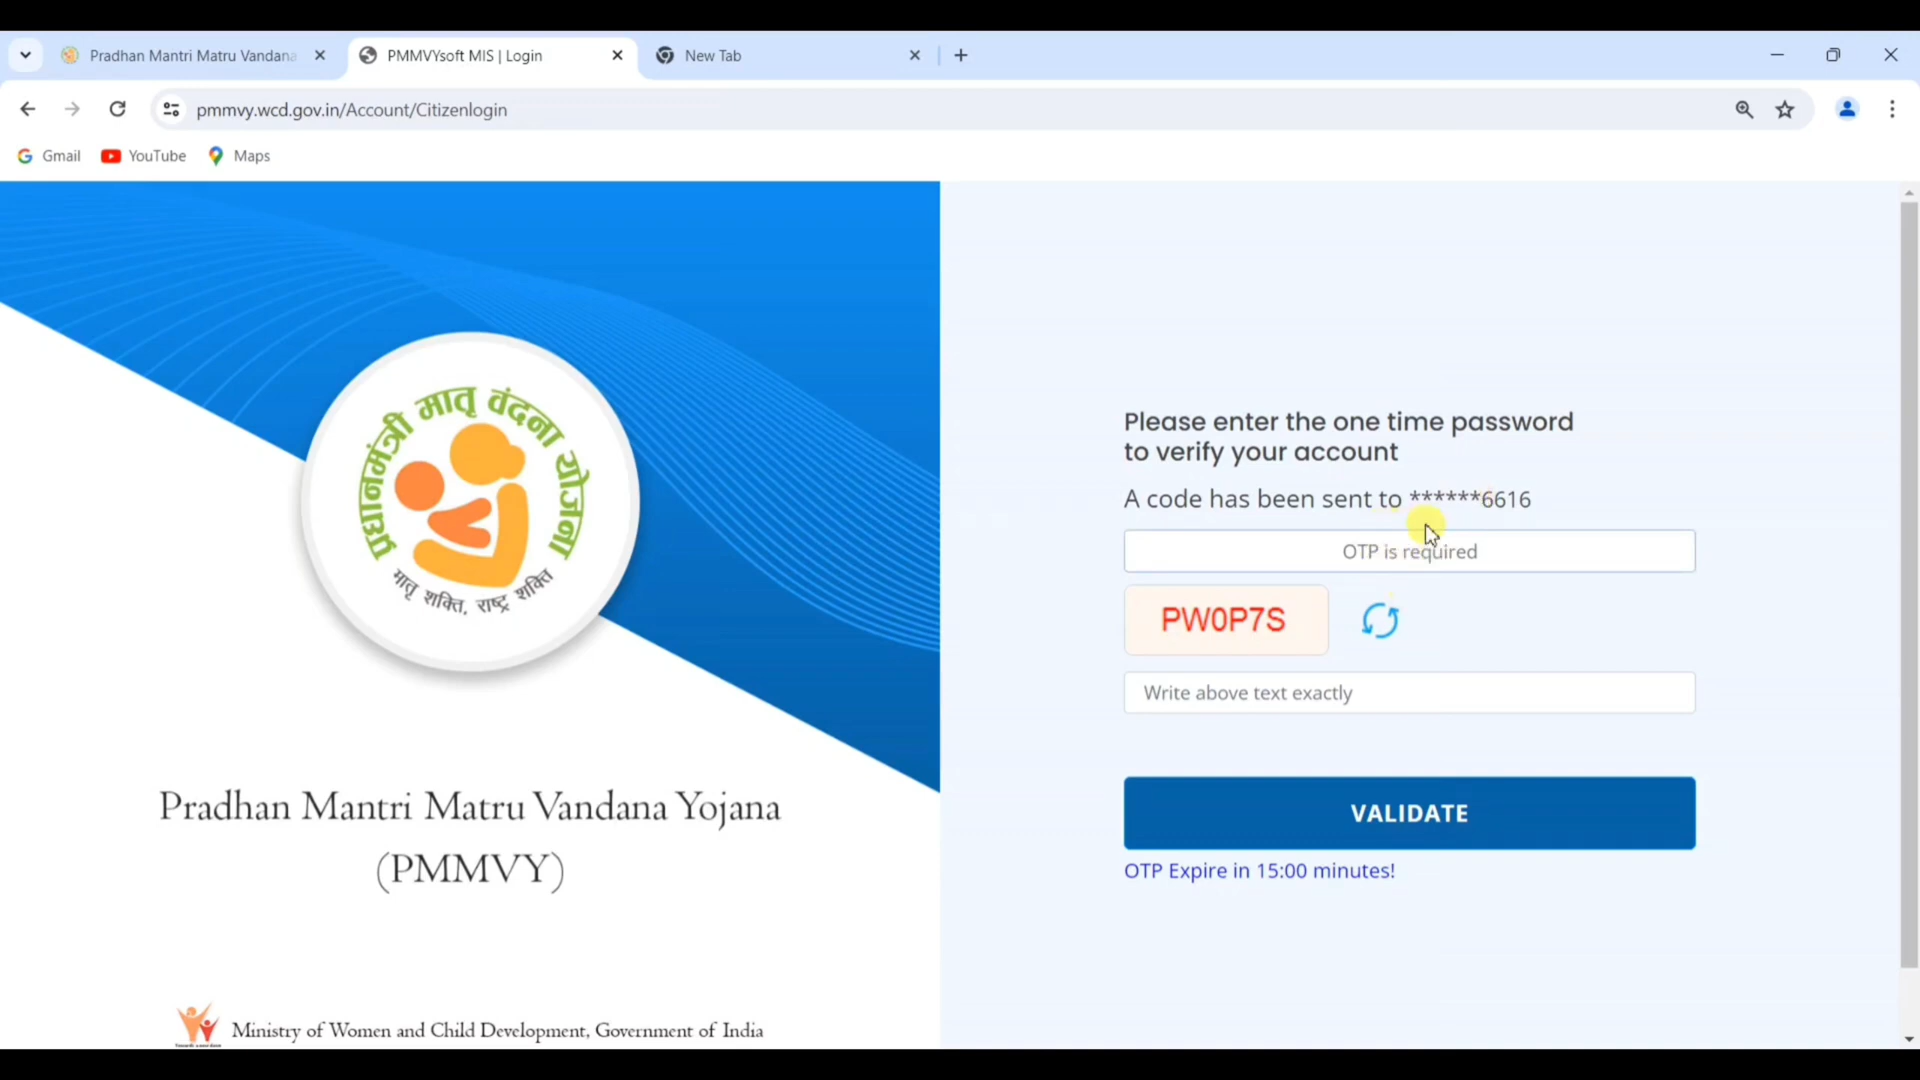 Pradhan Mantri Matru Vandana
PMMVYsoft MIS | Login
New Tab
pmmvy.wcd.gov.in/Account/Citizenlogin
Gmail
YouTube
Maps
प्रधानमंत्री मातृ वंदना योजना
मातृ शक्ति, राष्ट्र शक्ति
Pradhan Mantri Matru Vandana Yojana
(PMMVY)
Ministry of Women and Child Development, Government of India
Please enter the one time password
to verify your account
A code has been sent to ******6616
OTP is required
PW0P7S
Write above text exactly
VALIDATE
OTP Expire in 15:00 minutes!